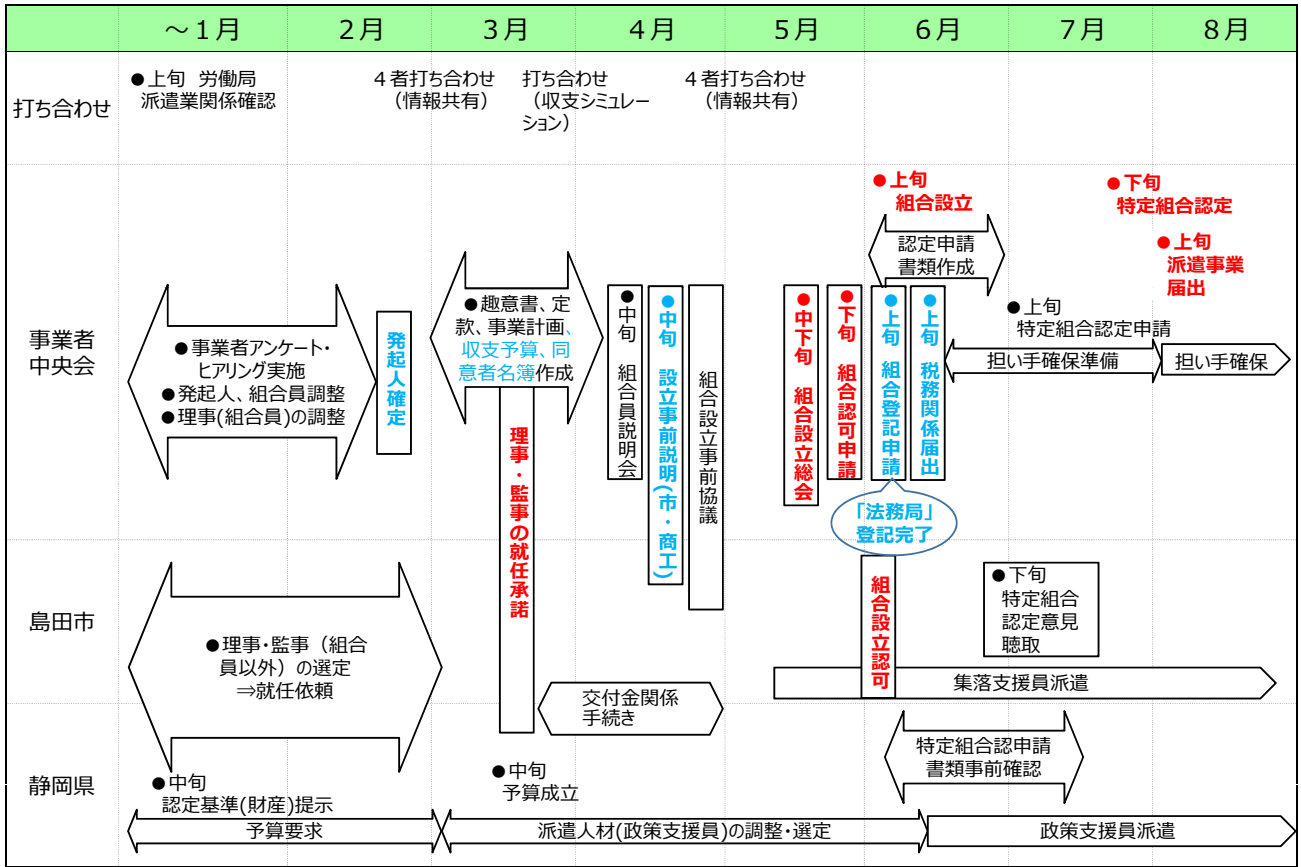 ～１月
２月
３月
４月
５月
６月
７月
８月
打ち合わせ
●上旬 労働局
派遣業関係確認
４者打ち合わせ
（情報共有）
打ち合わせ
（収支シミュレー
ション）
４者打ち合わせ
（情報共有）
事業者
中央会
●上旬
組合設立
●下旬
特定組合認定
認定申請
書類作成
●上旬
派遣事業
届出
●事業者アンケート・
ヒアリング実施
●発起人、組合員調整
●理事(組合員)の調整
発起人確定
●趣意書、定
款、事業計画、
収支予算、同
意者名簿作成
理事・監事の就任承諾
●中旬 組合員説明会
●中旬 設立事前説明(市・商工)
組合設立事前協議
●中下旬 組合設立総会
●下旬 組合認可申請
●上旬 組合登記申請
●上旬 税務関係届出
●上旬
特定組合認定申請
担い手確保準備
担い手確保
「法務局」
登記完了
島田市
●理事・監事（組合
員以外）の選定
⇒就任依頼
組合設立認可
●下旬
特定組合
認定意見
聴取
集落支援員派遣
交付金関係
手続き
静岡県
●中旬
認定基準(財産)提示
予算要求
●中旬
予算成立
特定組合認申請
書類事前確認
派遣人材(政策支援員)の調整・選定
政策支援員派遣